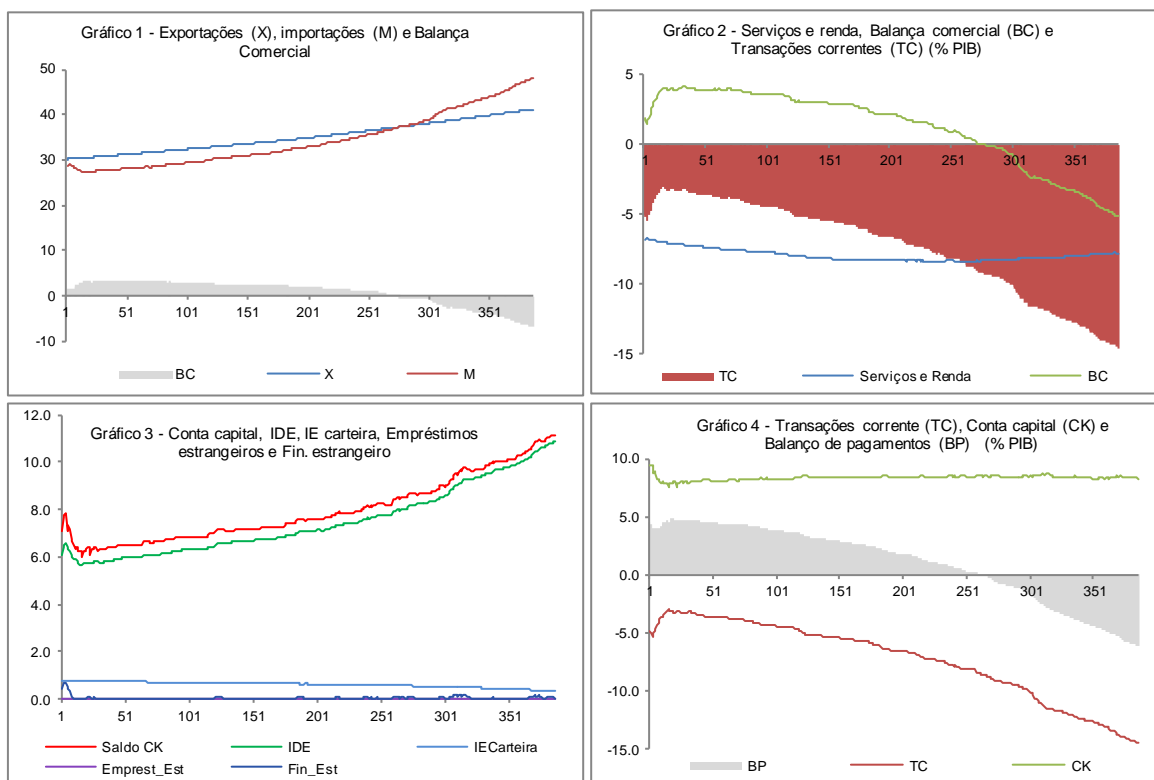 Gráfico 1 - Exportações (X), importações (M) e Balança
Comercial
50
40
30
20
10
0
-10
1
51
101
151
201
251
301
351
BC
X
M
Gráfico 2 - Serviços e renda, Balança comercial (BC) e
Transações correntes (TC) (% PIB)
5
0
-5
-10
-15
1
51
101
151
201
251
301
351
TC
Serviços e Renda
BC
Gráfico 3 - Conta capital, IDE, IE carteira, Empréstimos
estrangeiros e Fin. estrangeiro
12.0
10.0
8.0
6.0
4.0
2.0
0.0
1
51
101
151
201
251
301
351
Saldo CK
IDE
IECarteira
Emprest_Est
Fin_Est
Gráfico 4 - Transações corrente (TC), Conta capital (CK) e
Balanço de pagamentos (BP) (% PIB)
10.0
5.0
0.0
-5.0
-10.0
-15.0
1
51
101
151
201
251
301
351
BP
TC
CK